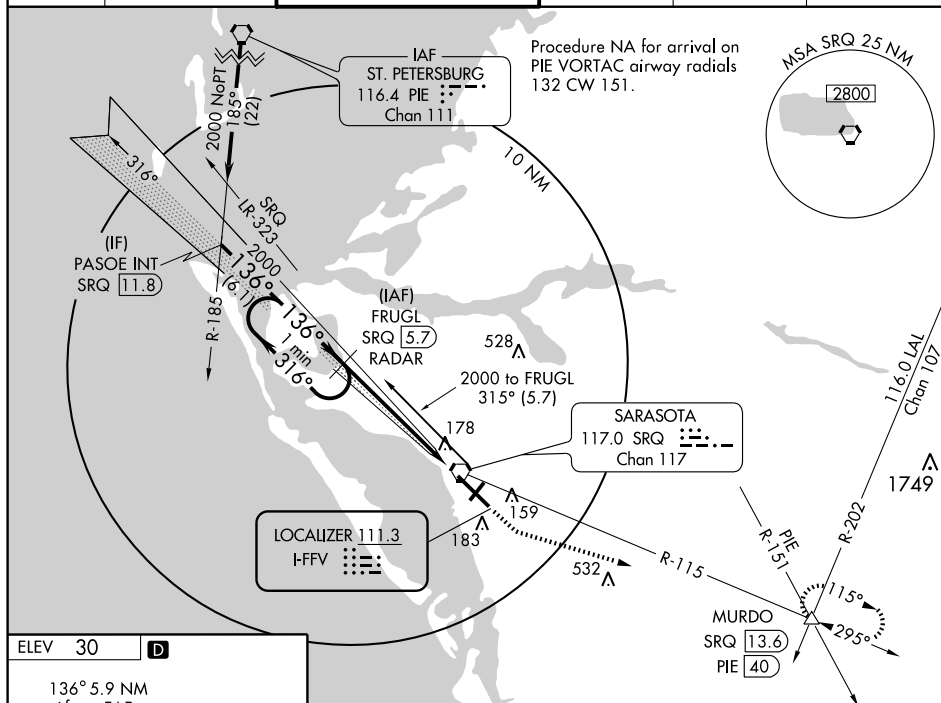 IAF
ST. PETERSBURG
116.4 PIE
Chan 111
Procedure NA for arrival on
PIE VORTAC airway radials
132 CW 151.
MSA SRQ 25 NM
2800
2000 NoPT
185°
(22)
10 NM
316°
SRQ
LR-323
2000
136°
(6.1)
(IF)
PASOE INT
SRQ 11.8
R-185
136°
1 min
316°
(IAF)
FRUGL
SRQ 5.7
RADAR
528
2000 to FRUGL
315° (5.7)
116.0 LAL
Chan 107
SARASOTA
117.0 SRQ
Chan 117
178
1749
159
183
LOCALIZER 111.3
I-FFV
532
R-115
PIE
R-151
R-202
115°
295°
MURDO
SRQ 13.6
PIE 40
ELEV 30 D
136° 5.9 NM